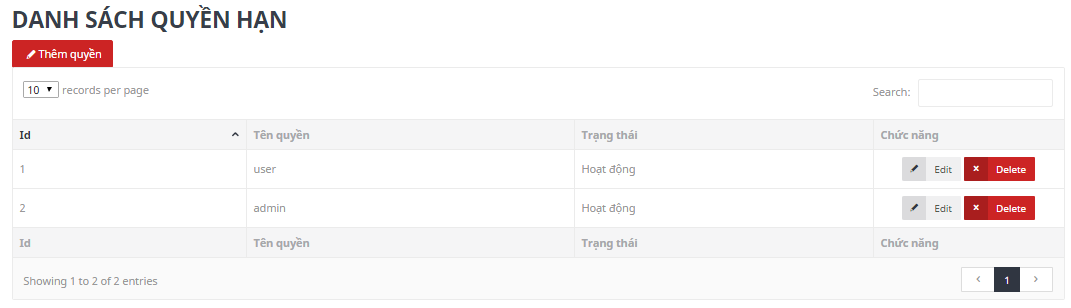 DANH SÁCH QUYỀN HẠN
Thêm quyền
10 records per page Search:
Id Tên quyền Trạng thái Chức năng
1 user Hoạt động Edit Delete
2 admin Hoạt động Edit Delete
Id Tên quyền Trạng thái Chức năng
Showing 1 to 2 of 2 entries 1